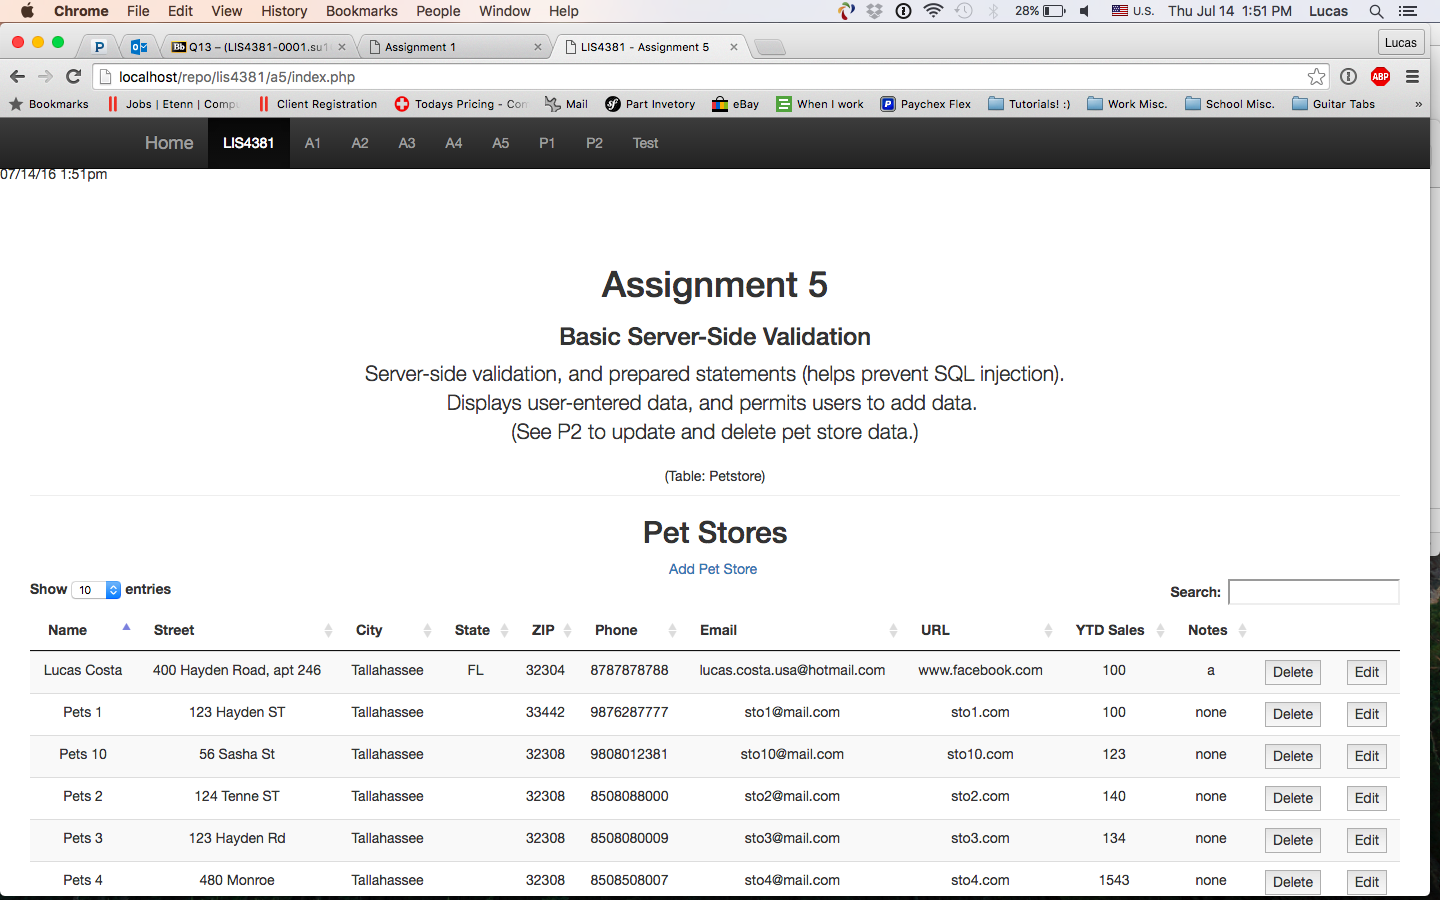 Chrome File Edit View History Bookmarks People Window Help 28% U.S. Thu Jul 14 1:51 PM Lucas
P Bb Q13 – (LIS4381-0001.su1 Assignment 1 LIS4381 - Assignment 5 Lucas
localhost/repo/lis4381/a5/index.php ABP
Bookmarks Jobs | Etenn | Compu Client Registration Todays Pricing - Com Mail Part Invetory eBay When I work Paychex Flex Tutorials! :) Work Misc. School Misc. Guitar Tabs »
Home LIS4381 A1 A2 A3 A4 A5 P1 P2 Test
07/14/16 1:51pm
Assignment 5
Basic Server-Side Validation
Server-side validation, and prepared statements (helps prevent SQL injection).
Displays user-entered data, and permits users to add data.
(See P2 to update and delete pet store data.)
(Table: Petstore)
Pet Stores
Add Pet Store
Show 10 entries Search:
Name Street City State ZIP Phone Email URL YTD Sales Notes
Lucas Costa 400 Hayden Road, apt 246 Tallahassee FL 32304 8787878788 lucas.costa.usa@hotmail.com www.facebook.com 100 a Delete Edit
Pets 1 123 Hayden ST Tallahassee 33442 9876287777 sto1@mail.com sto1.com 100 none Delete Edit
Pets 10 56 Sasha St Tallahassee 32308 9808012381 sto10@mail.com sto10.com 123 none Delete Edit
Pets 2 124 Tenne ST Tallahassee 32308 8508088000 sto2@mail.com sto2.com 140 none Delete Edit
Pets 3 123 Hayden Rd Tallahassee 32308 8508080009 sto3@mail.com sto3.com 134 none Delete Edit
Pets 4 480 Monroe Tallahassee 32308 8508508007 sto4@mail.com sto4.com 1543 none Delete Edit